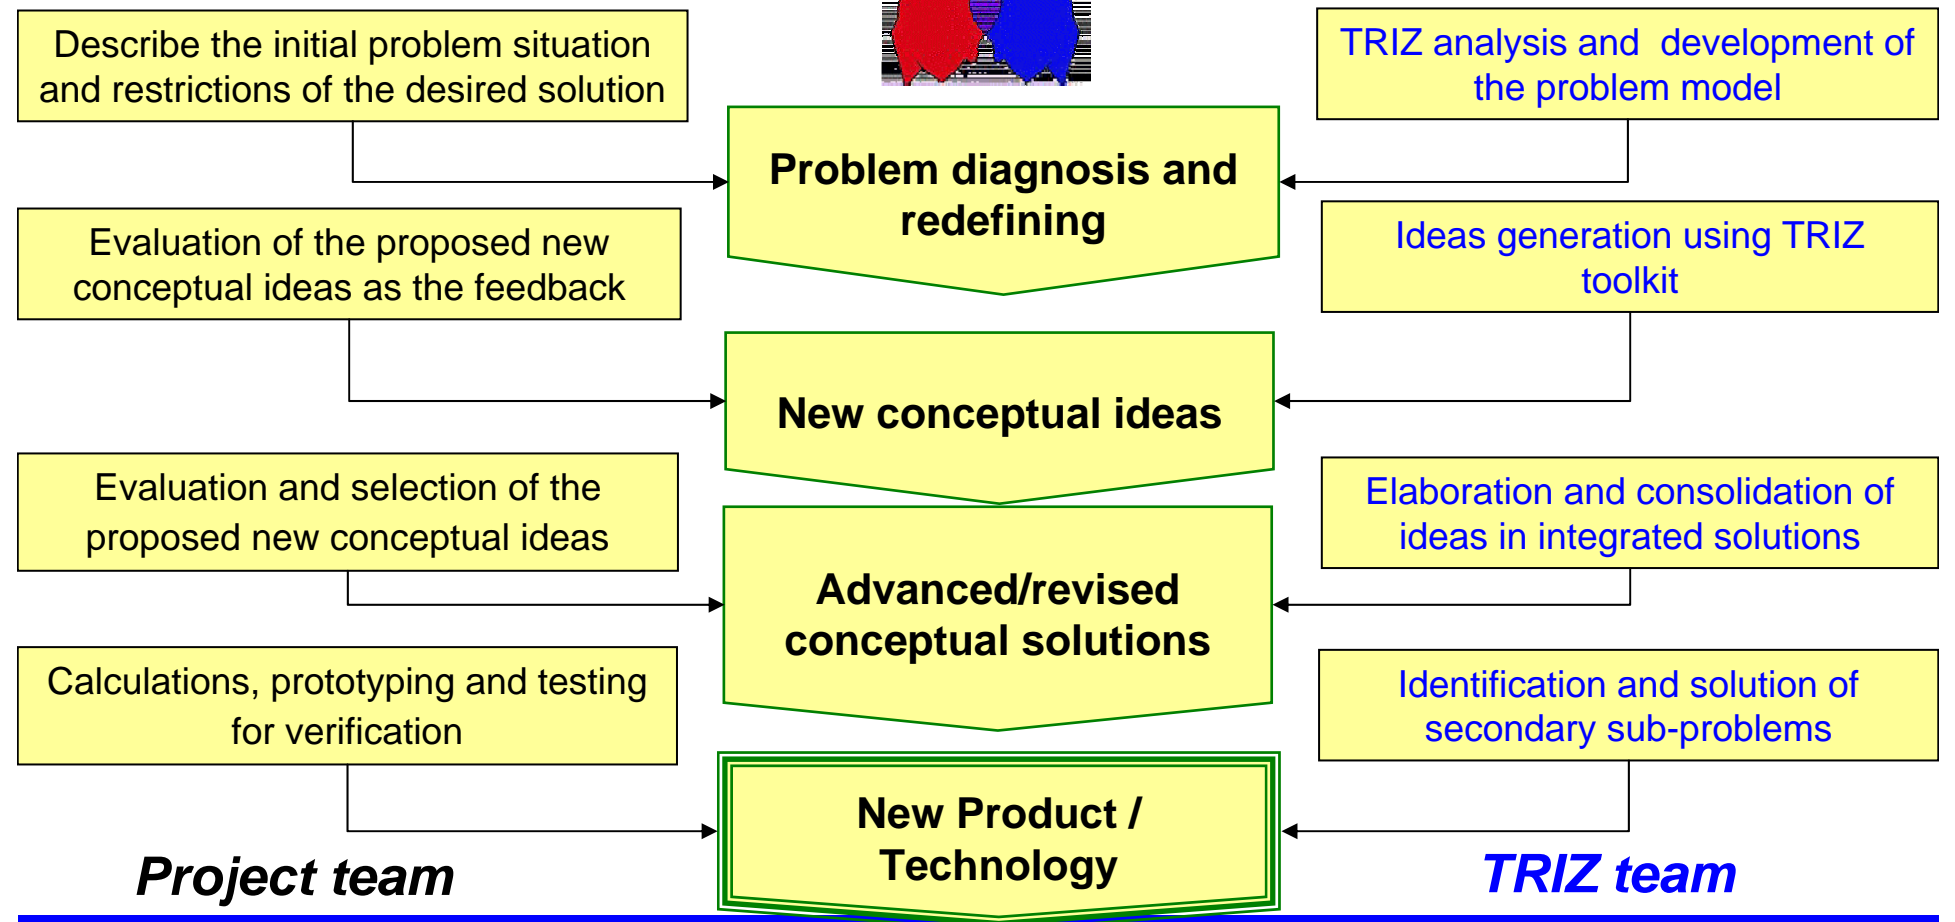 Describe the initial problem situation
and restrictions of the desired solution
TRIZ analysis and development of
the problem model
Problem diagnosis and
redefining
Evaluation of the proposed new
conceptual ideas as the feedback
Ideas generation using TRIZ
toolkit
New conceptual ideas
Evaluation and selection of the
proposed new conceptual ideas
Elaboration and consolidation of
ideas in integrated solutions
Advanced/revised
conceptual solutions
Calculations, prototyping and testing
for verification
Identification and solution of
secondary sub-problems
New Product /
Technology
Project team
TRIZ team